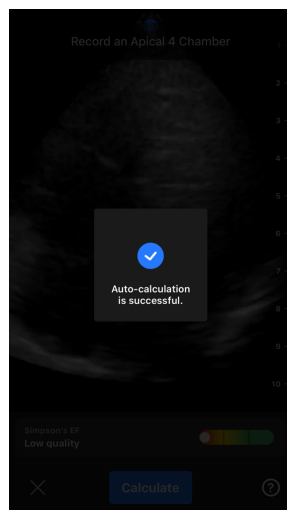 Record an Apical 4 Chamber
2
3
4
5
6
7
8
9
10
Auto-calculation
is successful.
Simpson's EF
Low quality
Calculate
?